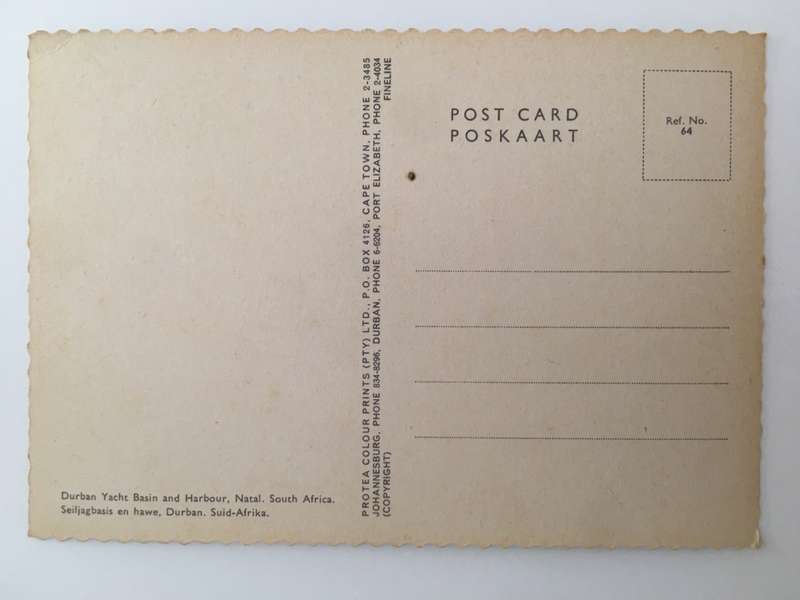 POST CARD
POSKAART
Ref. No.
64
PROTEA COLOUR PRINTS (PTY) LTD., P.O. BOX 4126, CAPE TOWN, PHONE 2-3485
JOHANNESBURG, PHONE 834-8296, DURBAN, PHONE 6-6204, PORT ELIZABETH, PHONE 2-4034
(COPYRIGHT) FINELINE
Durban Yacht Basin and Harbour, Natal. South Africa.
Seiljagbasis en hawe, Durban. Suid-Afrika.